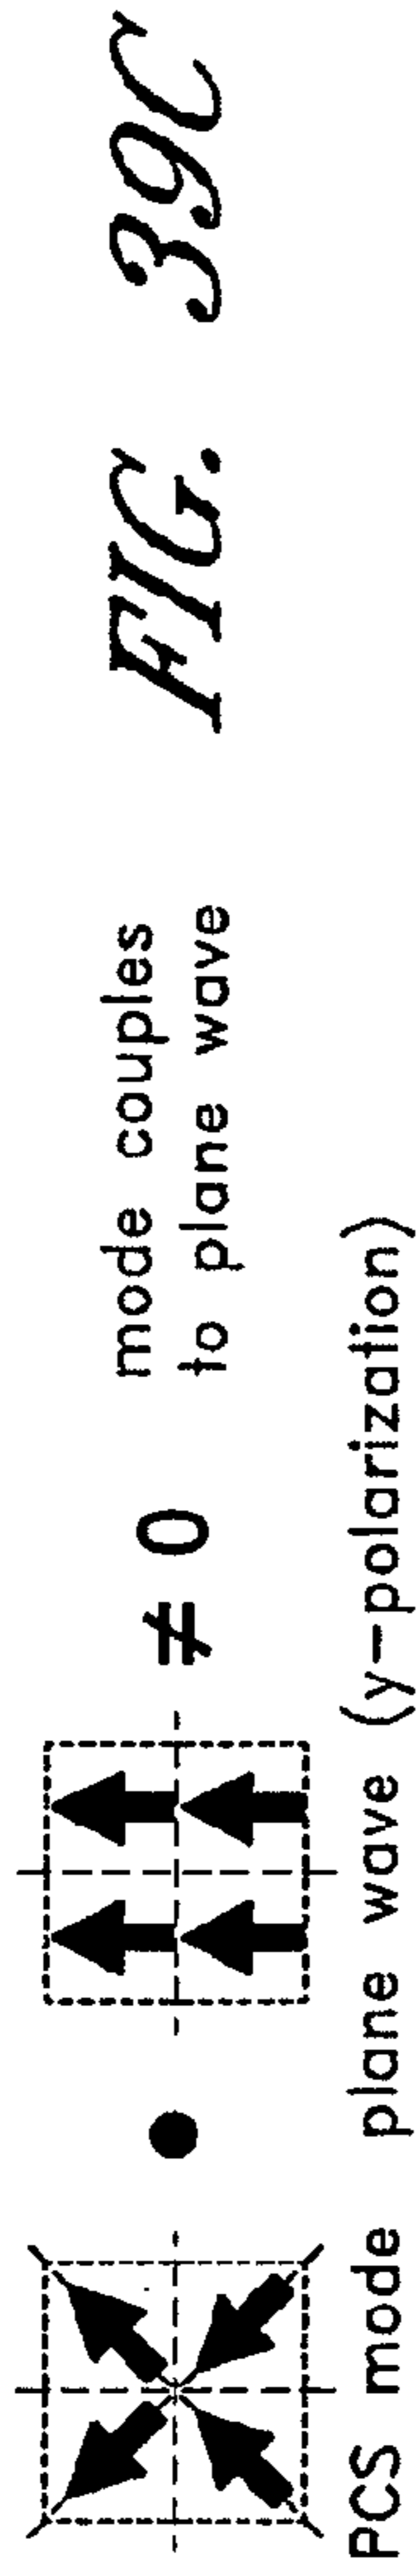 ● ≠ 0
mode couples
to plane wave
PCS mode
plane wave (y-polarization)
FIG. 39C